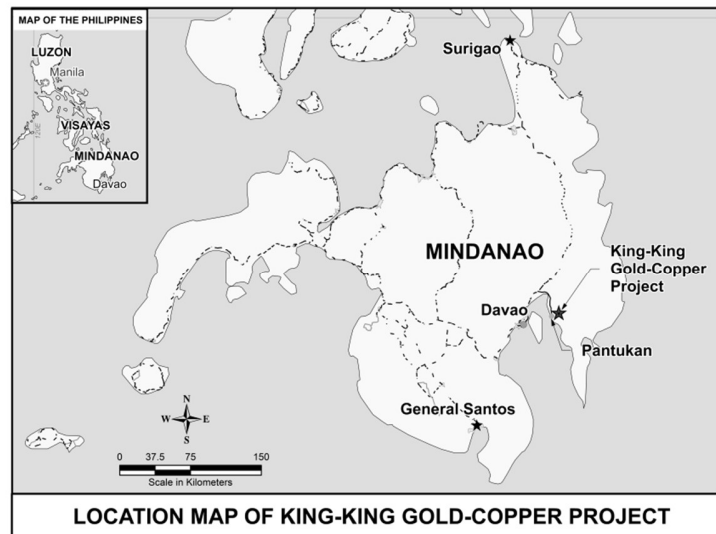 MAP OF THE PHILIPPINES
LUZON
Manila
120E
VISAYAS
MINDANAO
Davao
Surigao
MINDANAO
King-King
Gold-Copper
Project
Davao
Pantukan
General Santos
N
W E
S
0 37.5 75 150
Scale in Kilometers
LOCATION MAP OF KING-KING GOLD-COPPER PROJECT